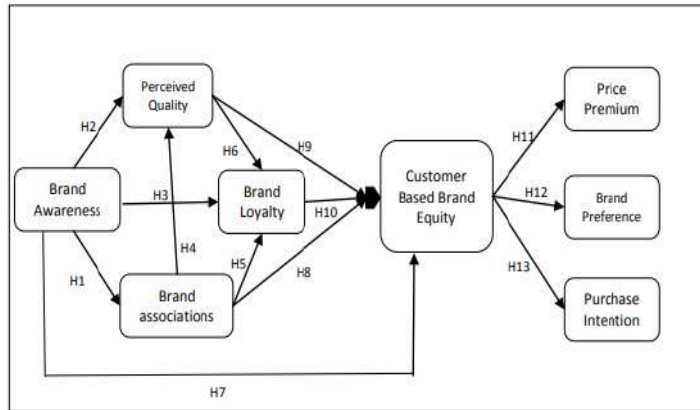 Perceived
Quality
Price
Premium
H2
H6
H9
H11
Brand
Awareness
H3
Brand
Loyalty
H10
Customer
Based Brand
Equity
H12
Brand
Preference
H1
H4
H5
H8
H13
Brand
associations
Purchase
Intention
H7